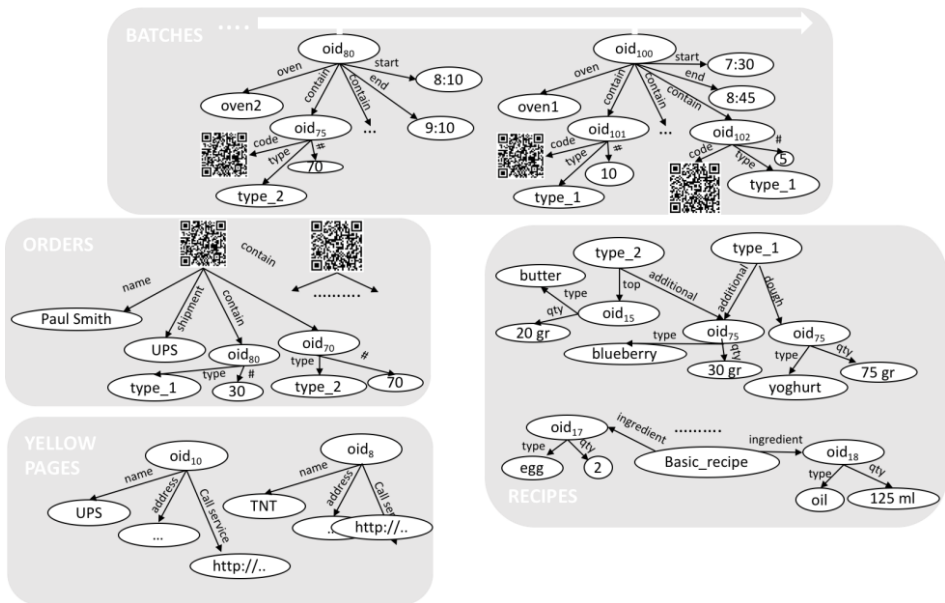 BATCHES ....
oid80
oven
contain
contain
end
start
8:10
oven2
oid75
...
9:10
code
type
#
70
type_2
oid100
oven
contain
contain
contain
end
start
7:30
8:45
oven1
oid101
...
oid102
code
type
#
10
type_1
code
type
#
5
type_1
ORDERS
contain
name
shipment
contain
..........
Paul Smith
UPS
oid80
oid70
type
#
type
#
type_1
30
type_2
70
YELLOW
PAGES
oid10
name
address
Call service
UPS
...
http://..
oid8
name
address
Call ser
TNT
..
http://..
type_2
type_1
butter
top
additional
additional
dough
type
qty
oid15
20 gr
oid75
oid75
type
qty
blueberry
30 gr
type
qty
yoghurt
75 gr
oid17
ingredient
..........
Basic_recipe
ingredient
oid18
type
qty
egg
2
type
qty
oil
125 ml
RECIPES